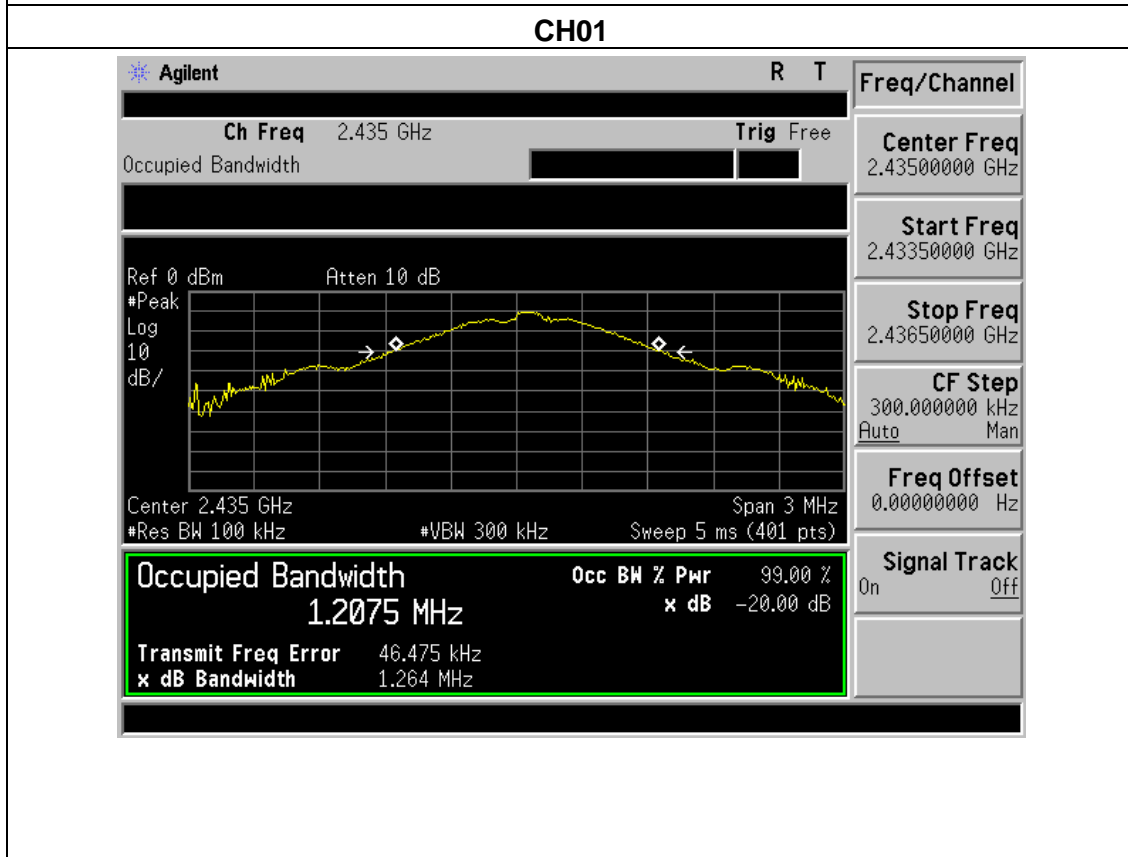 CH01
Agilent R T
Freq/Channel
Ch Freq 2.435 GHz Trig Free
Occupied Bandwidth
Center Freq
2.43500000 GHz
Start Freq
2.43350000 GHz
Stop Freq
2.43650000 GHz
CF Step
300.000000 kHz
Auto Man
Freq Offset
0.00000000 Hz
Signal Track
On Off
Ref 0 dBm Atten 10 dB
#Peak
Log
10
dB/
Center 2.435 GHz Span 3 MHz
#Res BW 100 kHz #VBW 300 kHz Sweep 5 ms (401 pts)
Occupied Bandwidth Occ BW % Pwr 99.00 %
1.2075 MHz x dB -20.00 dB
Transmit Freq Error 46.475 kHz
x dB Bandwidth 1.264 MHz